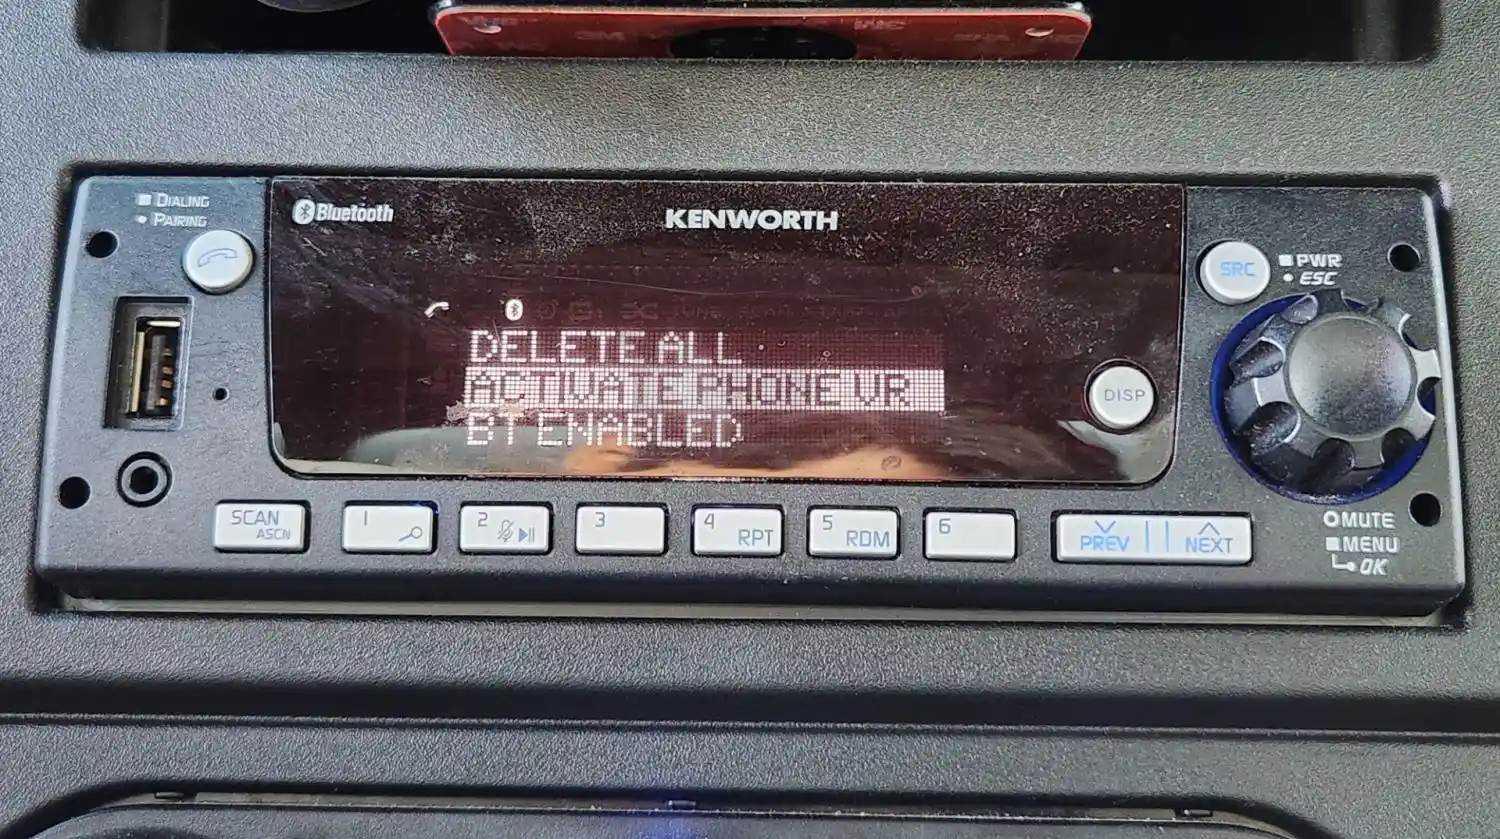 DIALING
PAIRING
Bluetooth
KENWORTH
SRC
PWR
ESC
DELETE ALL
ACTIVATE PHONE VR
BT ENABLED
DISP
SCAN
ASCN
1
2
3
4
RPT
5
RDM
6
PREV
NEXT
MUTE
MENU
OK